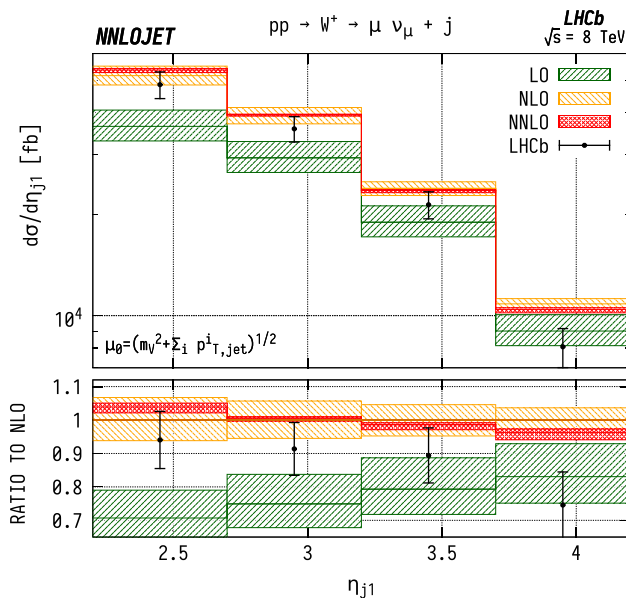 NNLOJET pp → W⁺ → μ ν_μ + j LHCb
√s = 8 TeV
LO
NLO
NNLO
LHCb
dσ/dη_j1 [fb]
10⁴
μ₀=(m_V²+Σ_i pⁱ_T,jet)^1/2
1.1
1
0.9
0.8
0.7
RATIO TO NLO
2.5 3 3.5 4
η_j1